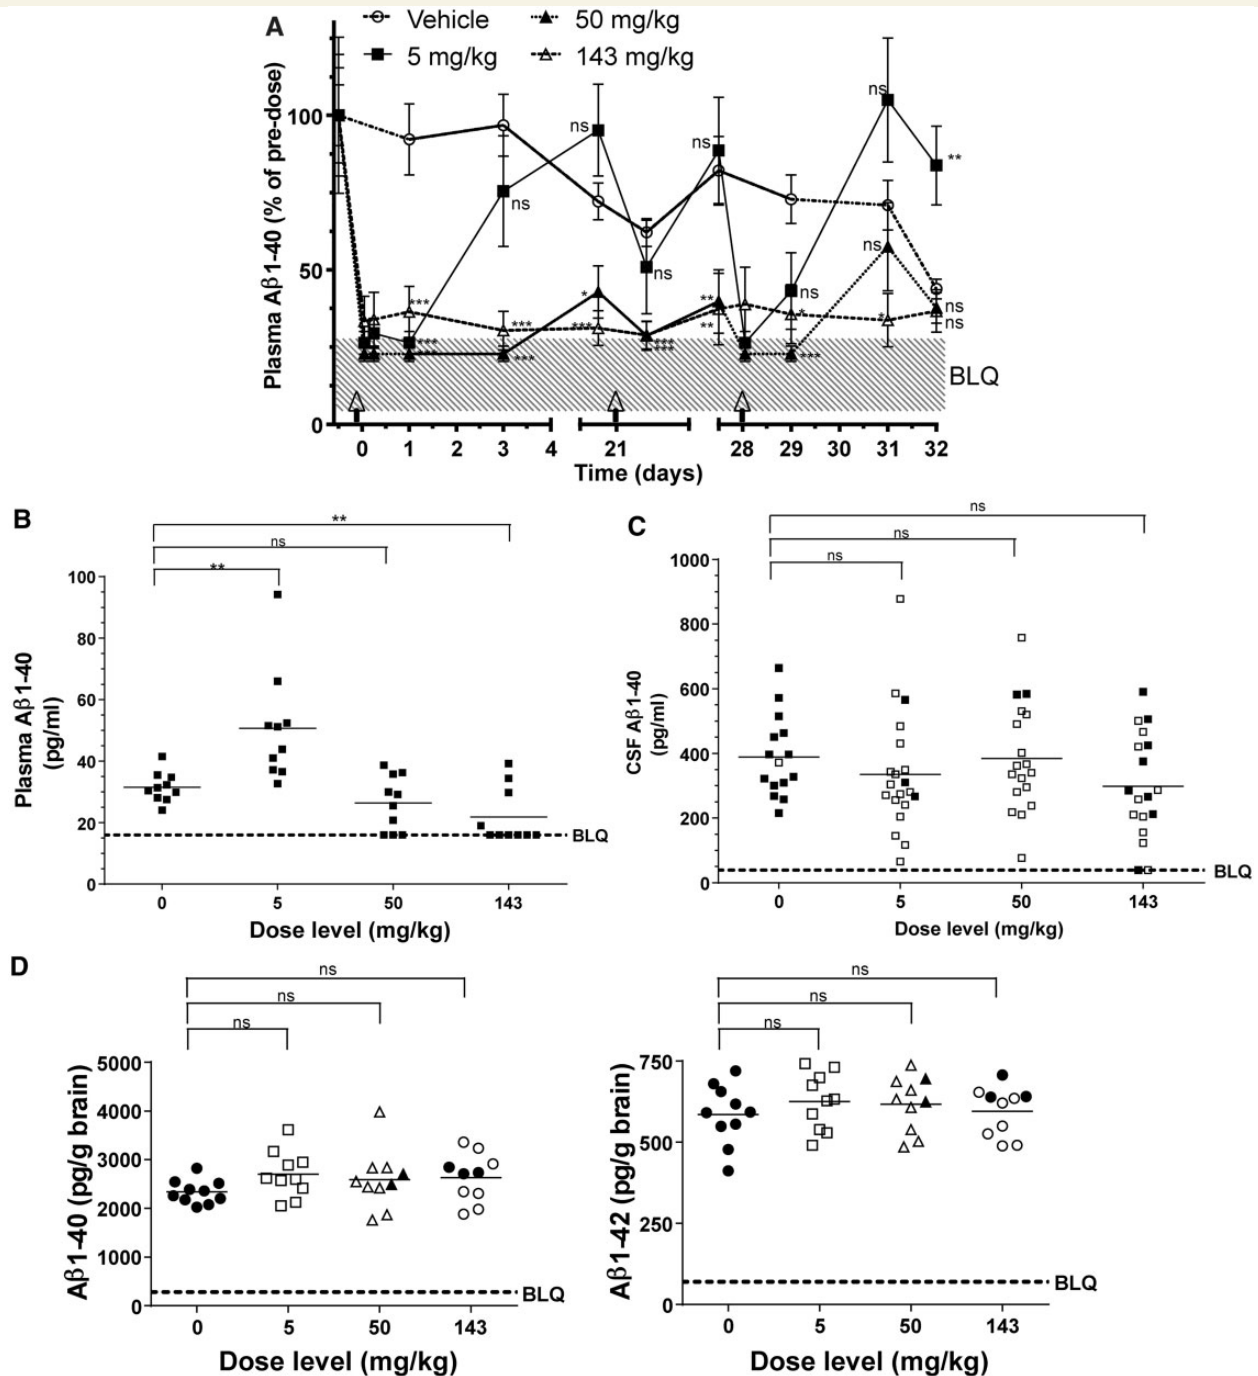 A
Vehicle
50 mg/kg
5 mg/kg
143 mg/kg
Plasma Aβ1-40 (% of pre-dose)
100
50
0
ns
ns
ns
ns
ns
ns
ns
ns
ns
**
***
***
***
***
***
*
***
***
***
**
**
*
***
*
BLQ
0 1 2 3 4 21 28 29 30 31 32
Time (days)
B
**
ns
**
Plasma Aβ1-40
(pg/ml)
100
80
60
40
20
0
BLQ
0 5 50 143
Dose level (mg/kg)
C
ns
ns
ns
CSF Aβ1-40
(pg/ml)
1000
800
600
400
200
0
BLQ
0 5 50 143
Dose level (mg/kg)
D
ns
ns
ns
Aβ1-40 (pg/g brain)
5000
4000
3000
2000
1000
0
BLQ
0 5 50 143
Dose level (mg/kg)
ns
ns
ns
Aβ1-42 (pg/g brain)
750
500
250
0
BLQ
0 5 50 143
Dose level (mg/kg)